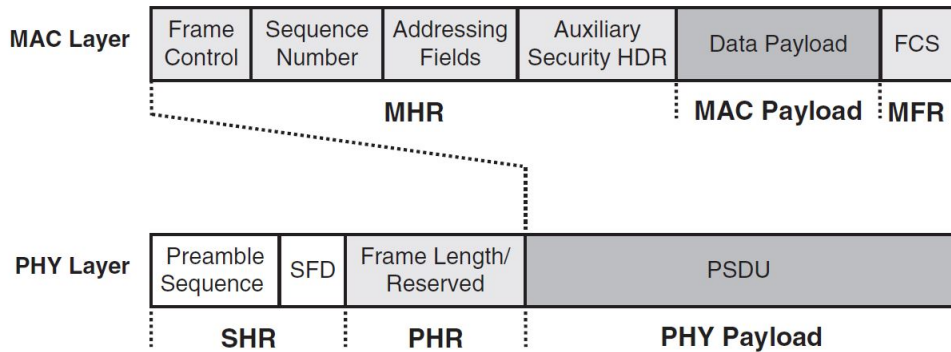 MAC Layer
Frame Control
Sequence Number
Addressing Fields
Auxiliary Security HDR
Data Payload
FCS
MHR
MAC Payload
MFR
PHY Layer
Preamble Sequence
SFD
Frame Length/ Reserved
PSDU
SHR
PHR
PHY Payload